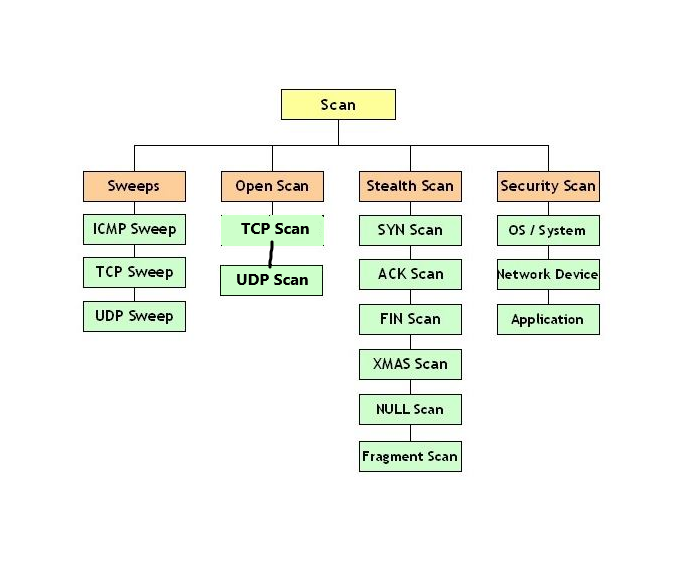 Scan
Sweeps
Open Scan
Stealth Scan
Security Scan
ICMP Sweep
TCP Scan
SYN Scan
OS / System
TCP Sweep
UDP Scan
ACK Scan
Network Device
UDP Sweep
FIN Scan
Application
XMAS Scan
NULL Scan
Fragment Scan